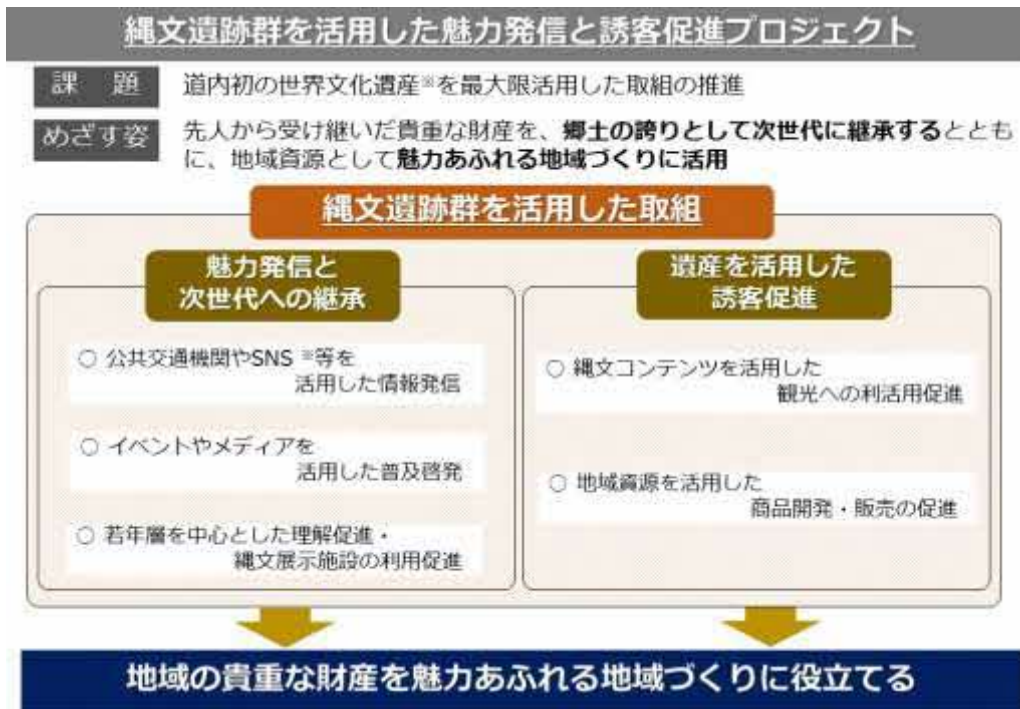 縄文遺跡群を活用した魅力発信と誘客促進プロジェクト
課　題
道内初の世界文化遺産※を最大限活用した取組の推進
めざす姿
先人から受け継いだ貴重な財産を、郷土の誇りとして次世代に継承するととも
に、地域資源として魅力あふれる地域づくりに活用
縄文遺跡群を活用した取組
魅力発信と
次世代への継承
○ 公共交通機関やSNS ※等を
活用した情報発信
○ イベントやメディアを
活用した普及啓発
○ 若年層を中心とした理解促進・
縄文展示施設の利用促進
遺産を活用した
誘客促進
○ 縄文コンテンツを活用した
観光への利活用促進
○ 地域資源を活用した
商品開発・販売の促進
地域の貴重な財産を魅力あふれる地域づくりに役立てる